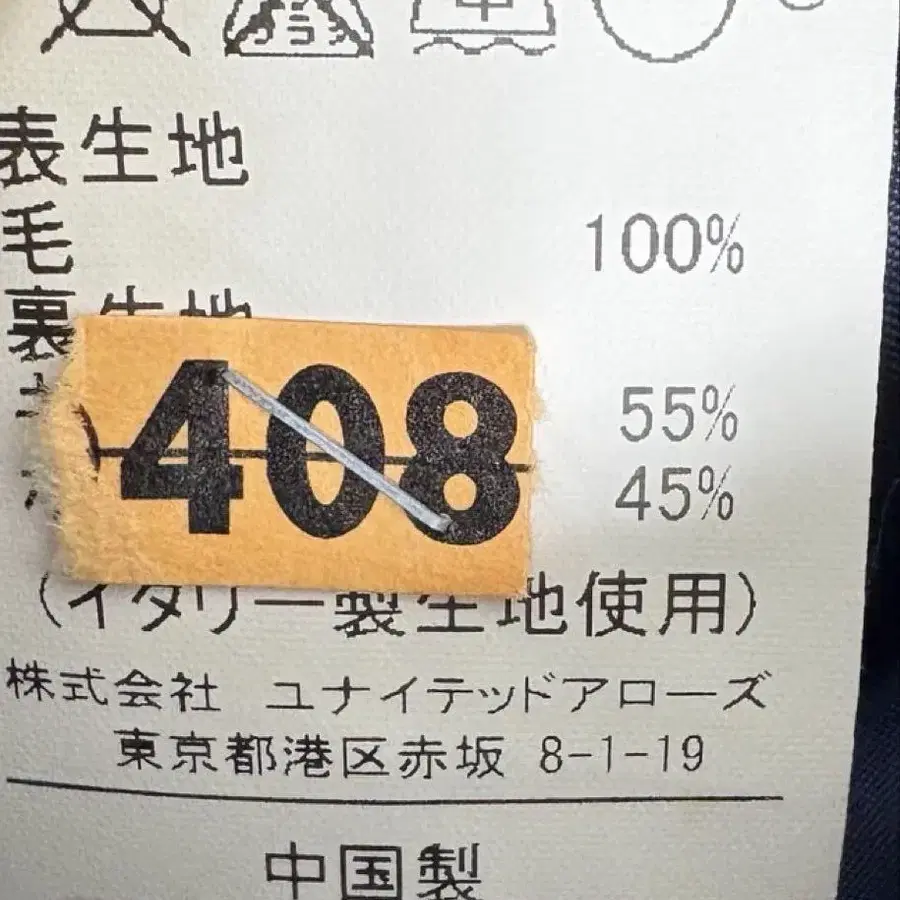 表生地
毛 100%
裏生地
55%
408
45%
(イタリー製生地使用)
株式会社 ユナイテッドアローズ
東京都港区赤坂 8-1-19
中国製